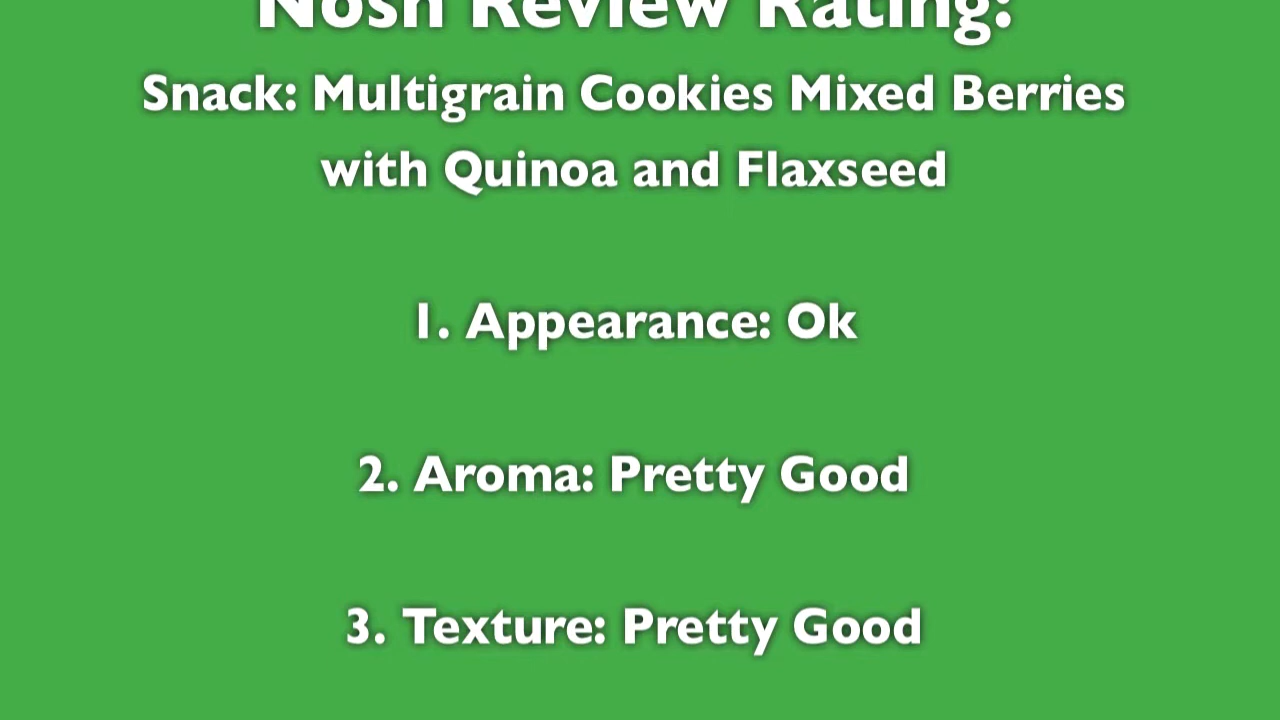 Nosh Review Rating:
Snack: Multigrain Cookies Mixed Berries
with Quinoa and Flaxseed
1. Appearance: Ok
2. Aroma: Pretty Good
3. Texture: Pretty Good